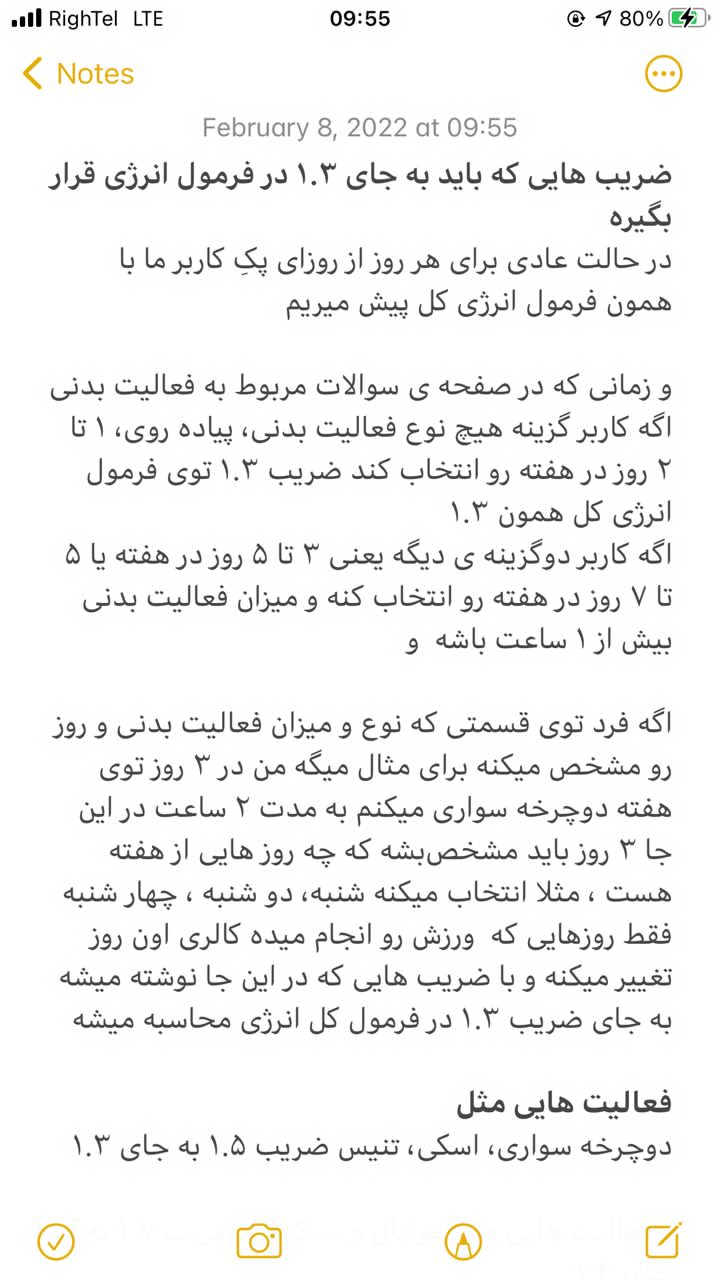 RighTel LTE 09:55 80%
Notes
February 8, 2022 at 09:55
ضریب هایی که باید به جای ۱.۳ در فرمول انرژی قرار
بگیره
در حالت عادی برای هر روز از روزای پکِ کاربر ما با
همون فرمول انرژی کل پیش میریم
و زمانی که در صفحه ی سوالات مربوط به فعالیت بدنی
اگه کاربر گزینه هیچ نوع فعالیت بدنی، پیاده روی، ۱ تا
۲ روز در هفته رو انتخاب کند ضریب ۱.۳ توی فرمول
انرژی کل همون ۱.۳
اگه کاربر دوگزینه ی دیگه یعنی ۳ تا ۵ روز در هفته یا ۵
تا ۷ روز در هفته رو انتخاب کنه و میزان فعالیت بدنی
بیش از ۱ ساعت باشه و
اگه فرد توی قسمتی که نوع و میزان فعالیت بدنی و روز
رو مشخص میکنه برای مثال میگه من در ۳ روز توی
هفته دوچرخه سواری میکنم به مدت ۲ ساعت در این
جا ۳ روز باید مشخص‌بشه که چه روز هایی از هفته
هست ، مثلا انتخاب میکنه شنبه، دو شنبه ، چهار شنبه
فقط روزهایی که ورزش رو انجام میده کالری اون روز
تغییر میکنه و با ضریب هایی که در این جا نوشته میشه
به جای ضریب ۱.۳ در فرمول کل انرژی محاسبه میشه
فعالیت هایی مثل
دوچرخه سواری، اسکی، تنیس ضریب ۱.۵ به جای ۱.۳